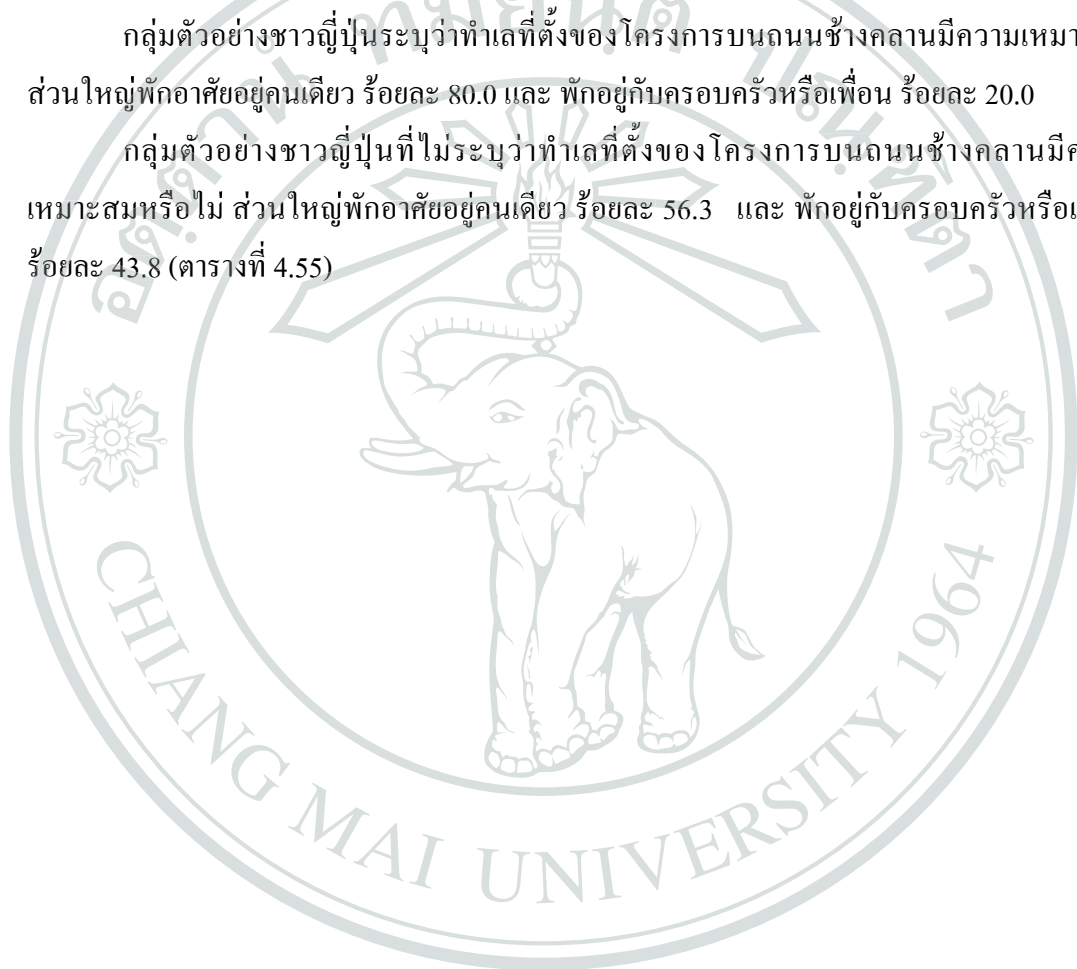 กลุ่มตัวอย่างชาวญี่ปุ่นระบุว่าทำเลที่ตั้งของโครงการบนถนนช้างคลานมีความเหมา
ส่วนใหญ่พักอาศัยอยู่คนเดียว ร้อยละ 80.0 และ พักอยู่กับครอบครัวหรือเพื่อน ร้อยละ 20.0
กลุ่มตัวอย่างชาวญี่ปุ่นที่ไม่ระบุว่าทำเลที่ตั้งของโครงการบนถนนช้างคลานมีค
เหมาะสมหรือไม่ ส่วนใหญ่พักอาศัยอยู่คนเดียว ร้อยละ 56.3 และ พักอยู่กับครอบครัวหรือเ
ร้อยละ 43.8 (ตารางที่ 4.55)
CHIANG MAI UNIVERSITY 1964